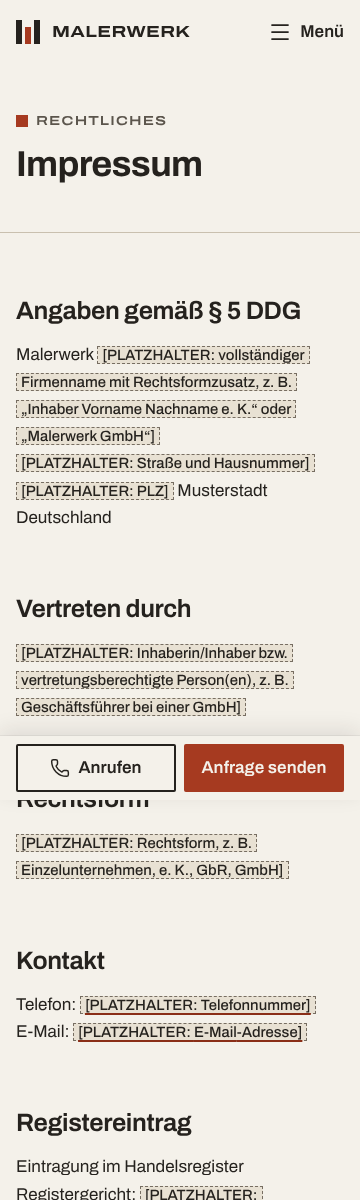 MALERWERK
Menü
RECHTLICHES
Impressum
Angaben gemäß § 5 DDG
Malerwerk [PLATZHALTER: vollständiger
Firmenname mit Rechtsformzusatz, z. B.
„Inhaber Vorname Nachname e. K.“ oder
„Malerwerk GmbH“]
[PLATZHALTER: Straße und Hausnummer]
[PLATZHALTER: PLZ] Musterstadt
Deutschland
Vertreten durch
[PLATZHALTER: Inhaberin/Inhaber bzw.
vertretungsberechtigte Person(en), z. B.
Geschäftsführer bei einer GmbH]
Anrufen
Anfrage senden
Rechtsform
[PLATZHALTER: Rechtsform, z. B.
Einzelunternehmen, e. K., GbR, GmbH]
Kontakt
Telefon: [PLATZHALTER: Telefonnummer]
E-Mail: [PLATZHALTER: E-Mail-Adresse]
Registereintrag
Eintragung im Handelsregister
Registergericht: [PLATZHALTER: